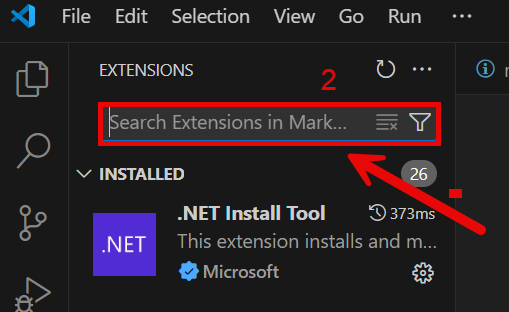 File Edit Selection View Go Run ...
EXTENSIONS ...
2
Search Extensions in Mark...
INSTALLED 26
.NET Install Tool 373ms
.NET
This extension installs and m...
Microsoft